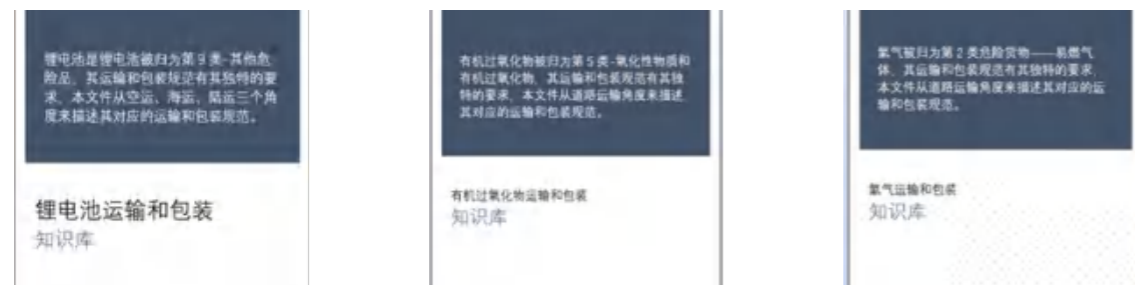 锂电池是锂电池被归为第9类-其他危
险品，其运输和包装规范有其独特的要
求，本文件从空运、海运、陆运三个角
度来描述其对应的运输和包装规范。
锂电池运输和包装
知识库
有机过氧化物被归为第5类-氧化性物质和
有机过氧化物，其运输和包装规范有其独
特的要求，本文件从道路运输角度来描述
其对应的运输和包装规范。
有机过氧化物运输和包装
知识库
氢气被归为第2类危险货物——易燃气
体，其运输和包装规范有其独特的要求，
本文件从道路运输角度来描述其对应的运
输和包装规范。
氢气运输和包装
知识库